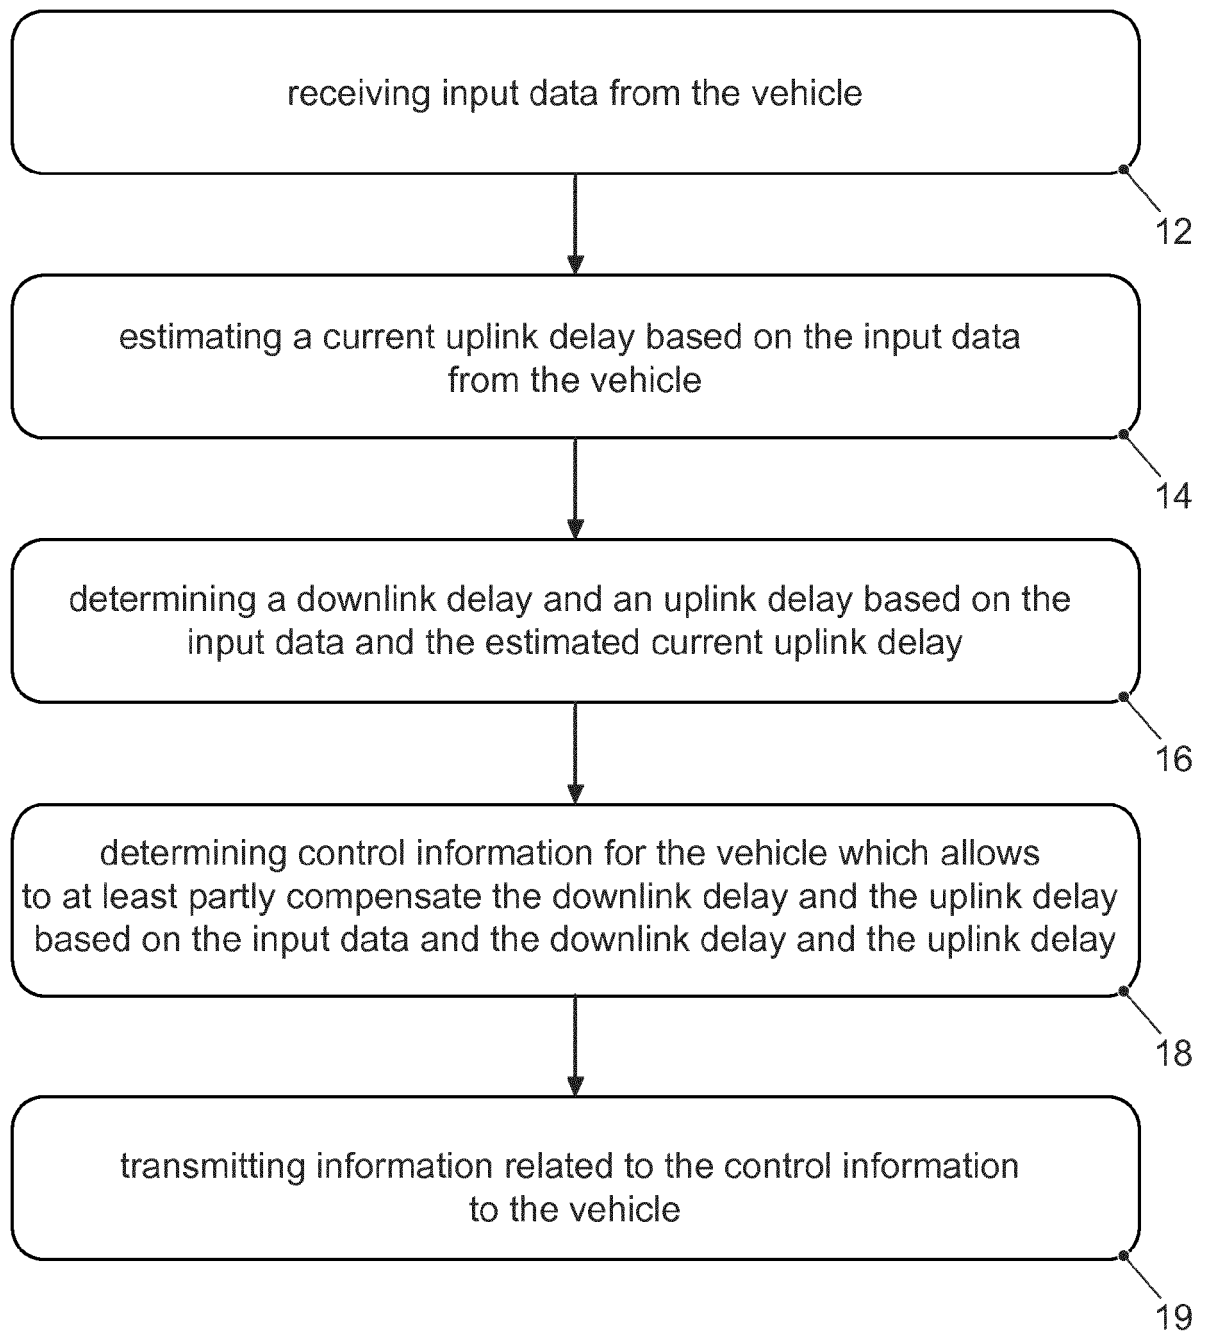 receiving input data from the vehicle
12
estimating a current uplink delay based on the input data
from the vehicle
14
determining a downlink delay and an uplink delay based on the
input data and the estimated current uplink delay
16
determining control information for the vehicle which allows
to at least partly compensate the downlink delay and the uplink delay
based on the input data and the downlink delay and the uplink delay
18
transmitting information related to the control information
to the vehicle
19